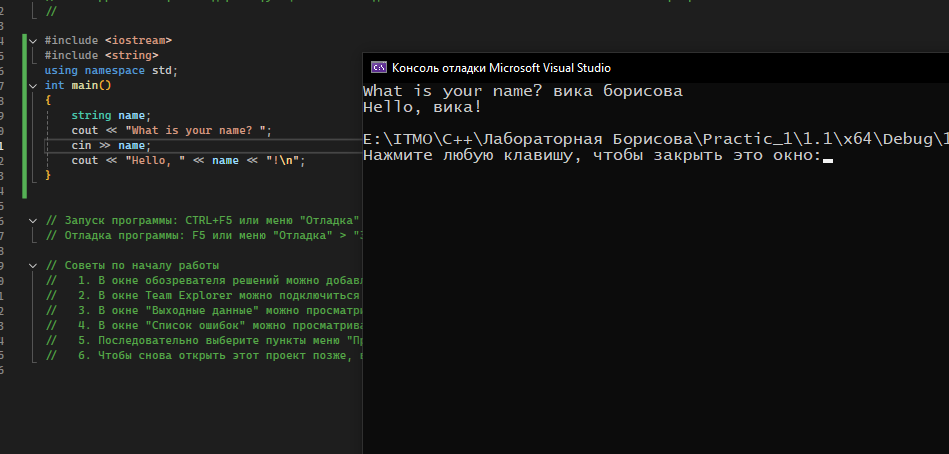 //
#include <iostream>
#include <string>
using namespace std;
int main()
{
string name;
cout << "What is your name? ";
cin >> name;
cout << "Hello, " << name << "!\n";
}
// Запуск программы: CTRL+F5 или меню "Отладка"
// Отладка программы: F5 или меню "Отладка" >
// Советы по началу работы
// 1. В окне обозревателя решений можно
// 2. В окне Team Explorer можно подключиться
// 3. В окне "Выходные данные" можно
// 4. В окне "Список ошибок" можно
// 5. Последовательно выберите пункты меню
// 6. Чтобы снова открыть этот проект позже,
Консоль отладки Microsoft Visual Studio
What is your name? вика борисова
Hello, вика!
E:\ITMO\C++\Лабораторная Борисова\Practic_1\1.1\x64\Debug\1
Нажмите любую клавишу, чтобы закрыть это окно: